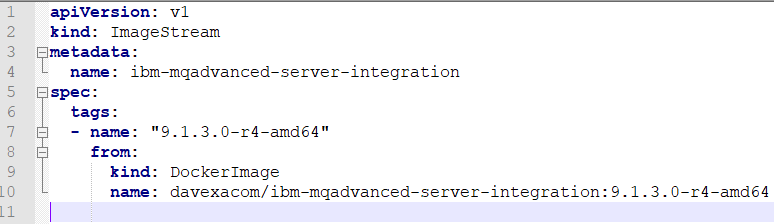 1 apiVersion: v1
2 kind: ImageStream
3 metadata:
4   name: ibm-mqadvanced-server-integration
5 spec:
6   tags:
7   - name: "9.1.3.0-r4-amd64"
8     from:
9       kind: DockerImage
10       name: davexacom/ibm-mqadvanced-server-integration:9.1.3.0-r4-amd64
11